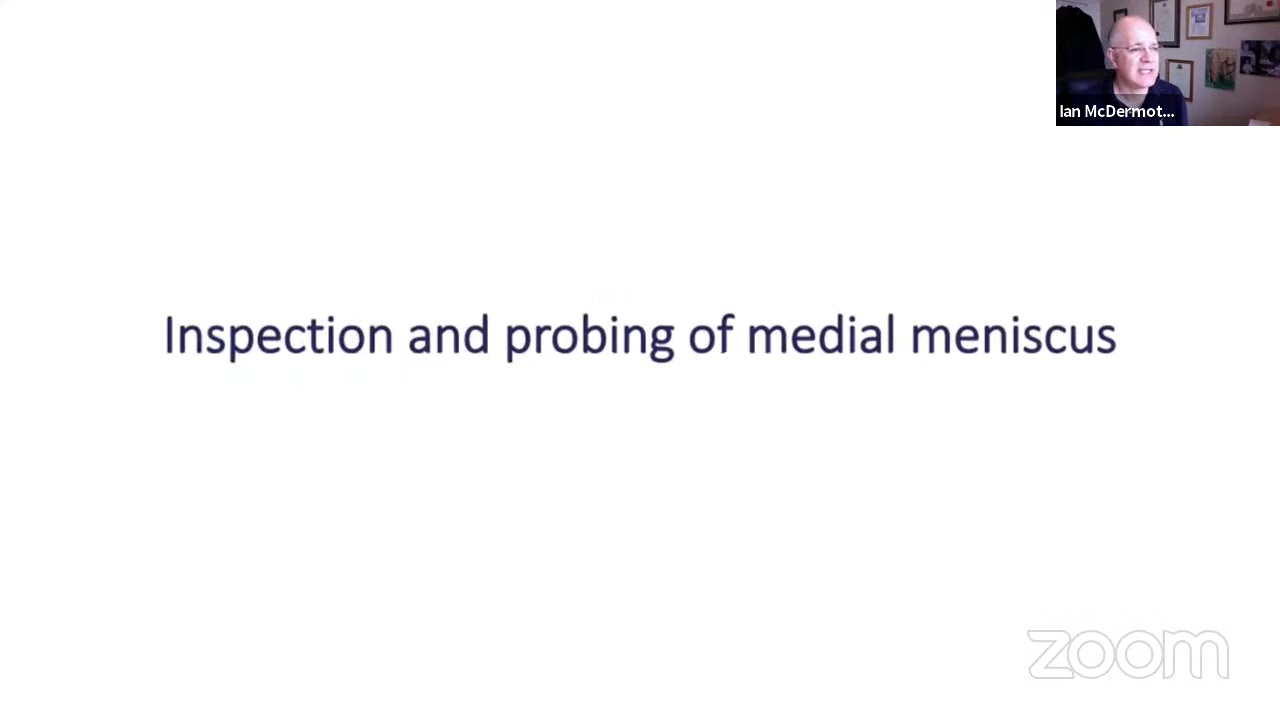 Ian McDermot...
Inspection and probing of medial meniscus
zoom